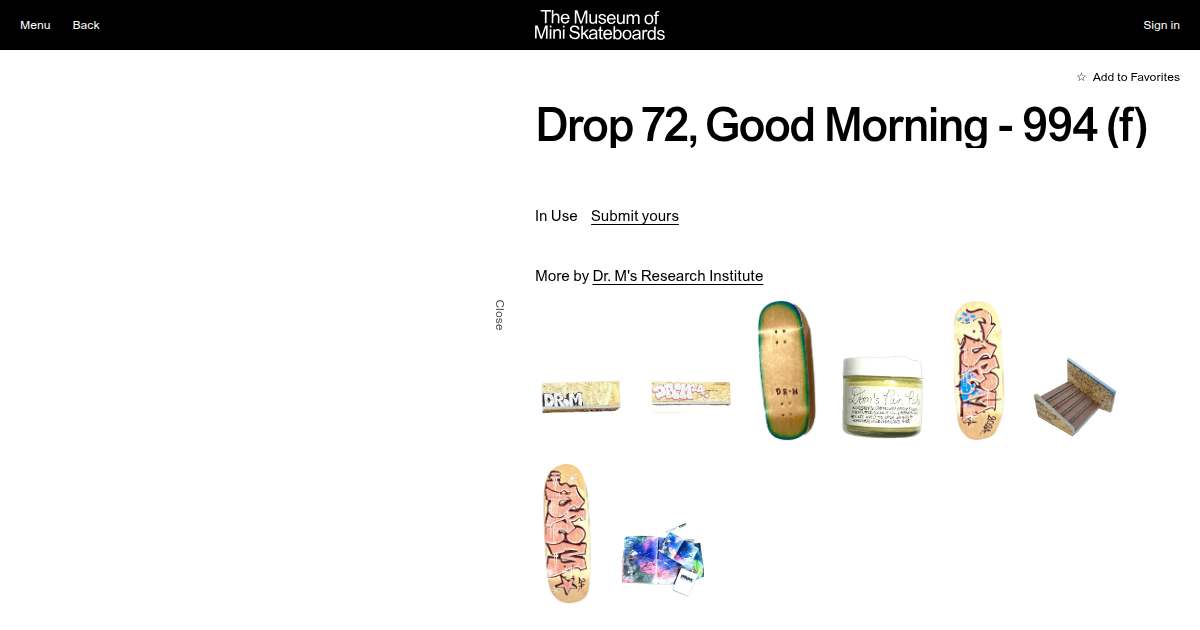 Menu Back
The Museum of
Mini Skateboards
Sign in
☆ Add to Favorites
Drop 72, Good Morning - 994 (f)
In Use Submit yours
More by Dr. M's Research Institute
Close
DR.M
DR·M